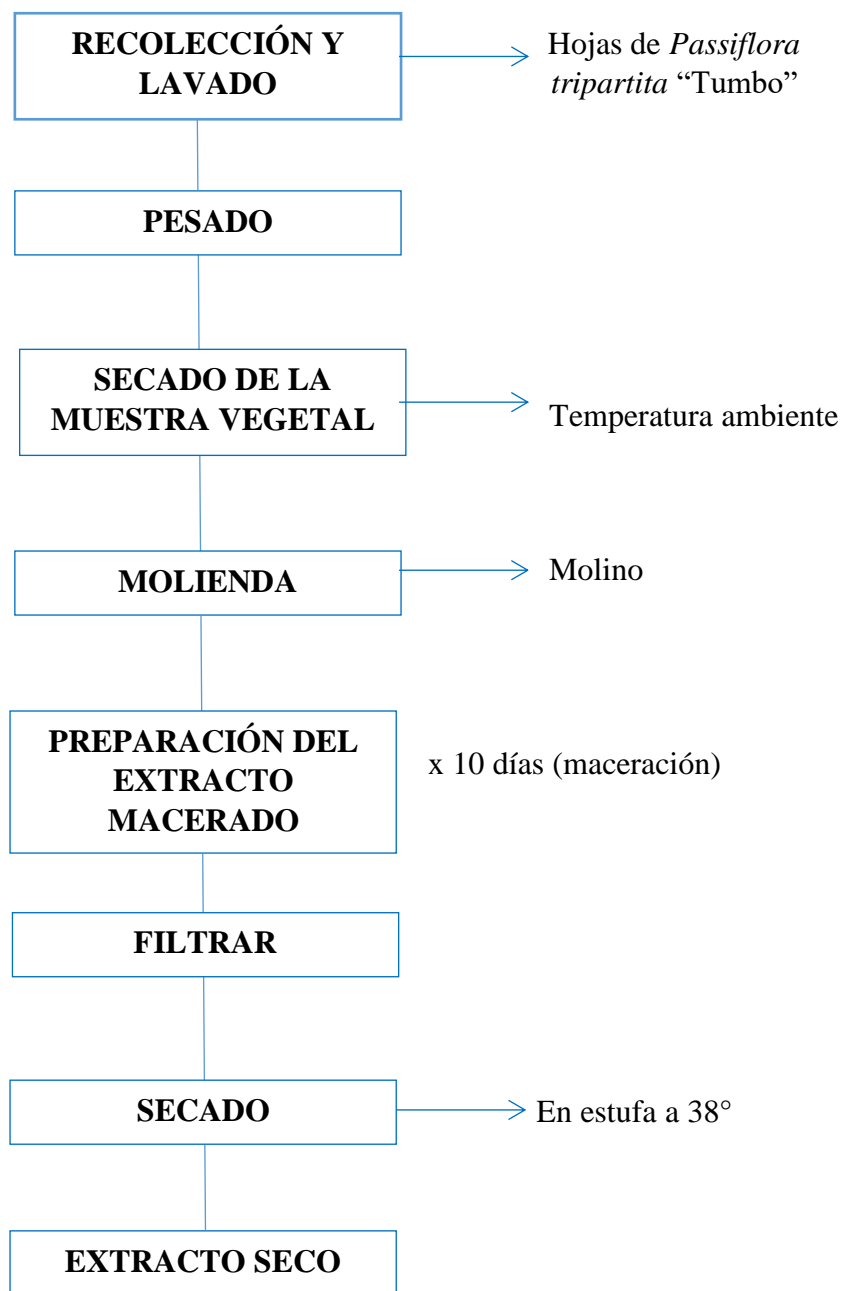 RECOLECCIÓN Y
LAVADO
Hojas de Passiflora
tripartita “Tumbo”
PESADO
SECADO DE LA
MUESTRA VEGETAL
Temperatura ambiente
MOLIENDA
Molino
PREPARACIÓN DEL
EXTRACTO
MACERADO
x 10 días (maceración)
FILTRAR
SECADO
En estufa a 38°
EXTRACTO SECO